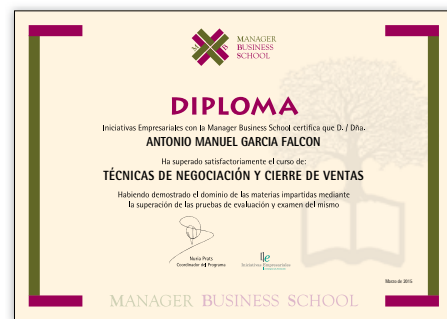 M B S
MANAGER
BUSINESS
SCHOOL
DIPLOMA
Iniciativas Empresariales con la Manager Business School certifica que D. / Dña.
ANTONIO MANUEL GARCIA FALCON
Ha superado satisfactoriamente el curso de:
TÉCNICAS DE NEGOCIACIÓN Y CIERRE DE VENTAS
Habiendo demostrado el dominio de las materias impartidas mediante
la superación de las pruebas de evaluación y examen del mismo
Nuria Prats
Coordinador del Programa
Iniciativas Empresariales
Marzo de 2015
MANAGER BUSINESS SCHOOL